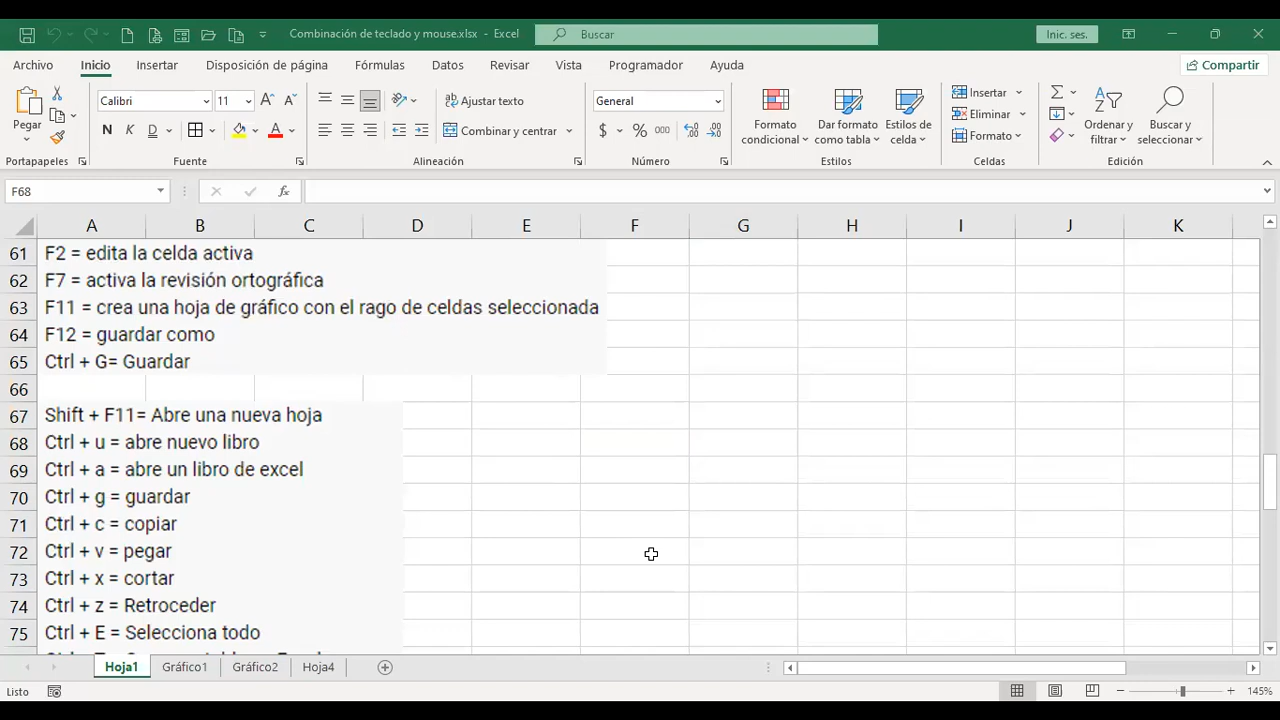 Combinación de teclado y mouse.xlsx - Excel
Buscar
Inic. ses.
Archivo Inicio Insertar Disposición de página Fórmulas Datos Revisar Vista Programador Ayuda
Compartir
Pegar
Portapapeles
Calibri 11
N K D
Fuente
Ajustar texto
Combinar y centrar
Alineación
General
$ % 000
Número
Formato condicional
Dar formato como tabla
Estilos de celda
Estilos
Insertar
Eliminar
Formato
Celdas
Ordenar y filtrar
Buscar y seleccionar
Edición
F68
fx
A B C D E F G H I J K
61 F2 = edita la celda activa
62 F7 = activa la revisión ortográfica
63 F11 = crea una hoja de gráfico con el rago de celdas seleccionada
64 F12 = guardar como
65 Ctrl + G= Guardar
66
67 Shift + F11= Abre una nueva hoja
68 Ctrl + u = abre nuevo libro
69 Ctrl + a = abre un libro de excel
70 Ctrl + g = guardar
71 Ctrl + c = copiar
72 Ctrl + v = pegar
73 Ctrl + x = cortar
74 Ctrl + z = Retroceder
75 Ctrl + E = Selecciona todo
Hoja1 Gráfico1 Gráfico2 Hoja4
Listo
145%